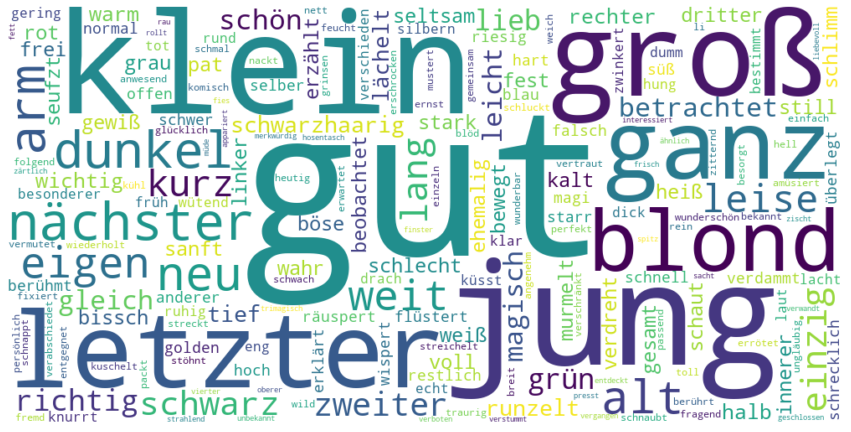 gering warm klein groß lieb schön seltsam rechter dritter
rau fett rollt normal rot frei tot rund schmal nett feucht silbern riesig
arm seufzt grau pat offen selber anwesend komisch nackt grinsen erzählt verschieden erschrocken lächelt mustert ernst leicht hart fest blau weich gemeinsam zwinkert süß hung dumm li bestimmt liebevoll schlimm
gewiß schwer fies blöd stark schluckt falsch betrachtet still
dunkel glücklich schwarzhaarig merkwürdig hosentasche appariert interessiert ähnlich einfach
folgend zärtlich müde wichtig kühl kurz linker gut heutig erwartet lang einzeln ehemalig wunderbar bewegt vertraut kalt magi frisch zitternd heiß ganz besorgt hell amüsiert überlegt
besonderer früh wütend beobachtet finster starr dick leise
nächster sanft böse klar perfekt blond wunderschön bekannt rein zischt spitz
vermutet wiederholt eigen neu wahr schwach schlecht drach küsst angenehm
berühmt fixiert gleich anderer weit schnell verdammt sacht lacht
letzter bissch ruhig streckt tief trimagisch räuspert flüstert jung magisch murmelt verdreht gesamt passend schaut errötet verwandt einzig laut innerer unglaubig
persönlich schnappt verabschiedet entgegnet golden stöhnt eng streichelt erklärt wispert weiß verschränkt
kuschelt packt hoch voll restlich breit grün entdeckt toll alt schrecklich
richtig knurrt schwarz vierter oberer zweiter wild echt traurig runzelt presst vergangen schnaubt berührt fragend halb
fremd strahlend unbekannt verboten verstummt geschlossen